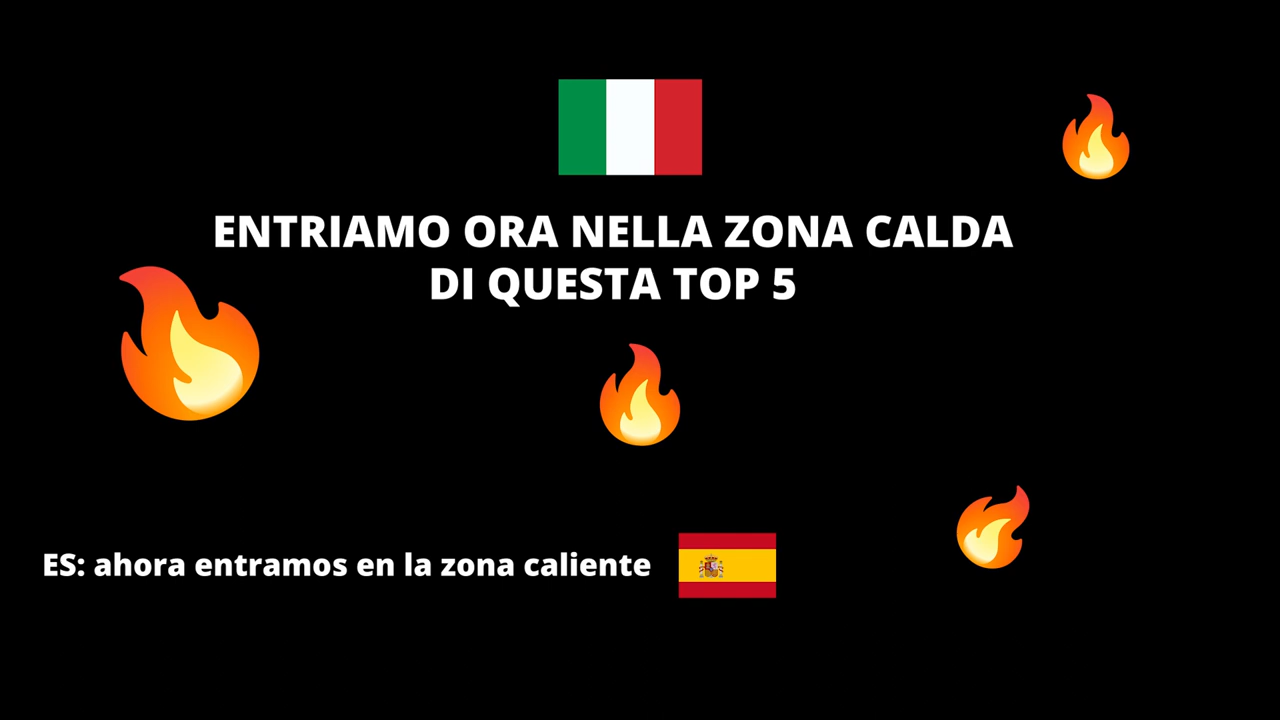 ENTRIAMO ORA NELLA ZONA CALDA
DI QUESTA TOP 5
ES: ahora entramos en la zona caliente